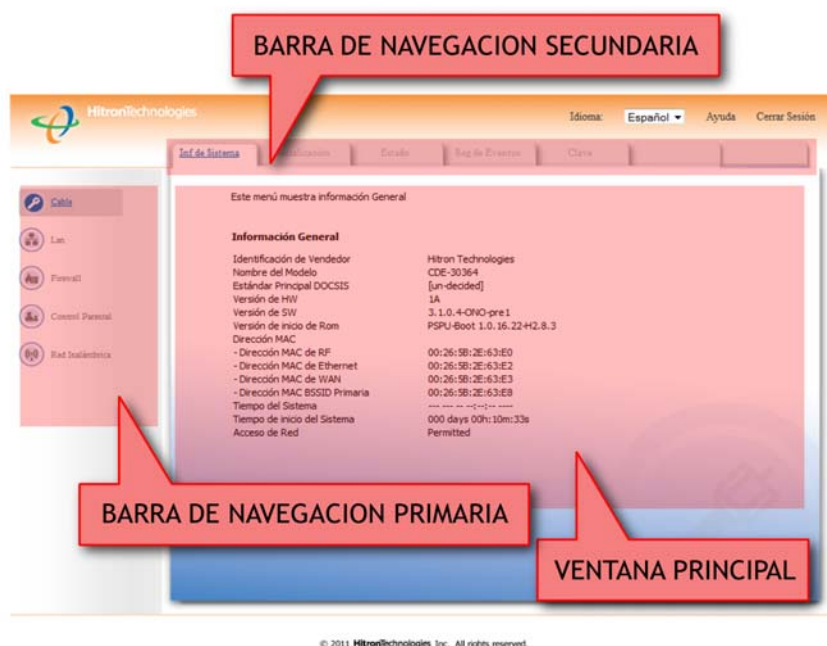 BARRA DE NAVEGACION SECUNDARIA
HitronTechnologies
Idioma: Español Ayuda Cerrar Sesión
Inf de Sistema Estado Reg de Eventos Clave
Cable
Lan
Firewall
Control Parental
Red Inalámbrica
Este menú muestra información General
Información General
Identificación de Vendedor Hitron Technologies
Nombre del Modelo CDE-30364
Estándar Principal DOCSIS [un-decided]
Versión de HW 1A
Versión de SW 3.1.0.4-ONO-pre1
Versión de inicio de Rom PSPU-Boot 1.0.16.22-H2.8.3
Dirección MAC
- Dirección MAC de RF 00:26:5B:2E:63:E0
- Dirección MAC de Ethernet 00:26:5B:2E:63:E2
- Dirección MAC de WAN 00:26:5B:2E:63:E3
- Dirección MAC BSSID Primaria 00:26:5B:2E:63:E8
Tiempo del Sistema --- --- -- --:--:-- ----
Tiempo de inicio del Sistema 000 days 00h:10m:33s
Acceso de Red Permitted
BARRA DE NAVEGACION PRIMARIA
VENTANA PRINCIPAL
© 2011 HitronTechnologies Inc. All rights reserved.